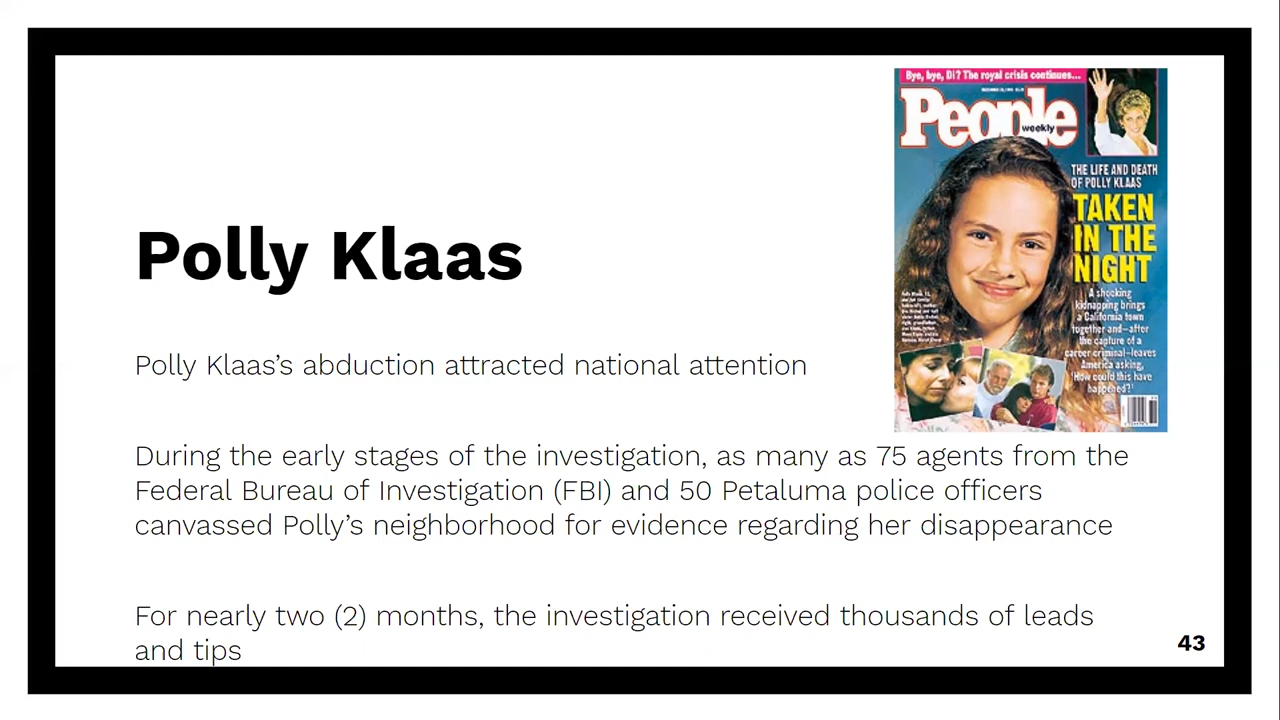 Bye, bye, Di? The royal crisis continues...
People
weekly
THE LIFE AND DEATH
OF POLLY KLAAS
TAKEN
IN THE
NIGHT
A shocking
kidnapping brings
a California town
together and—after
the capture of a
career criminal—leaves
America asking,
'How could this have
happened?'
Polly Klaas
Polly Klaas’s abduction attracted national attention
During the early stages of the investigation, as many as 75 agents from the
Federal Bureau of Investigation (FBI) and 50 Petaluma police officers
canvassed Polly’s neighborhood for evidence regarding her disappearance
For nearly two (2) months, the investigation received thousands of leads
and tips
43